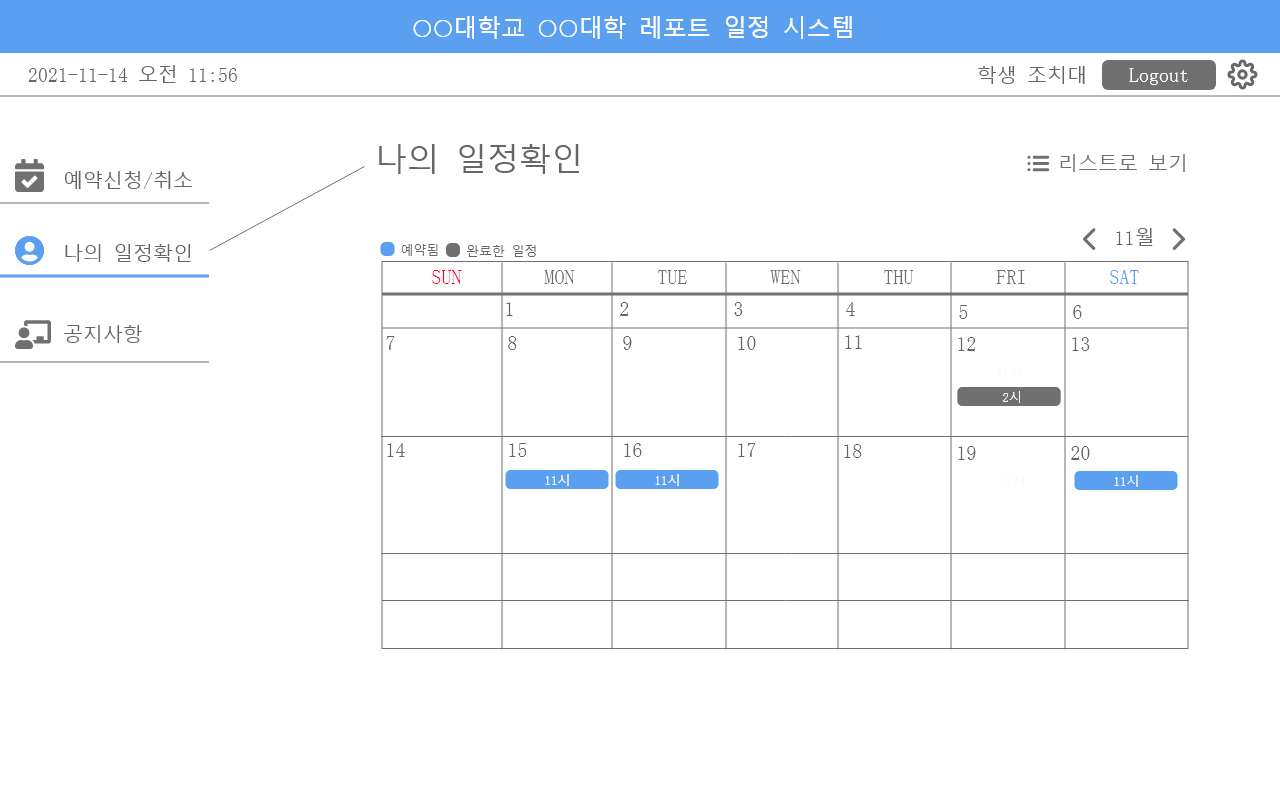 ○○대학교 ○○대학 레포트 일정 시스템
2021-11-14 오전 11:56
학생 조치대
Logout
나의 일정확인
리스트로 보기
예약신청/취소
나의 일정확인
공지사항
예약됨
완료한 일정
11월
SUN MON TUE WEN THU FRI SAT
1 2 3 4 5 6
7 8 9 10 11 12 13
2시
14 15 16 17 18 19 20
11시 11시 11시